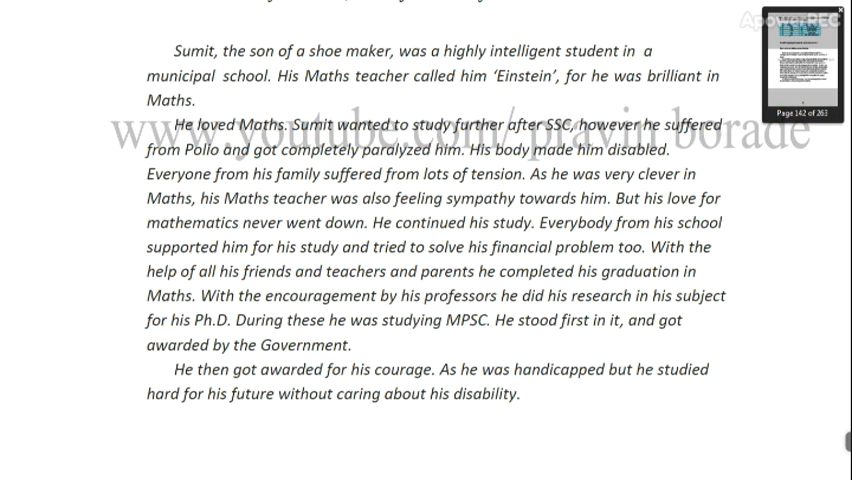 ApowerREC
Sumit, the son of a shoe maker, was a highly intelligent student in a
municipal school. His Maths teacher called him ‘Einstein’, for he was brilliant in
Maths.
www.youtube.com/ pravin borade
He loved Maths. Sumit wanted to study further after SSC, however he suffered
from Polio and got completely paralyzed him. His body made him disabled.
Everyone from his family suffered from lots of tension. As he was very clever in
Maths, his Maths teacher was also feeling sympathy towards him. But his love for
mathematics never went down. He continued his study. Everybody from his school
supported him for his study and tried to solve his financial problem too. With the
help of all his friends and teachers and parents he completed his graduation in
Maths. With the encouragement by his professors he did his research in his subject
for his Ph.D. During these he was studying MPSC. He stood first in it, and got
awarded by the Government.
He then got awarded for his courage. As he was handicapped but he studied
hard for his future without caring about his disability.
Page 142 of 263